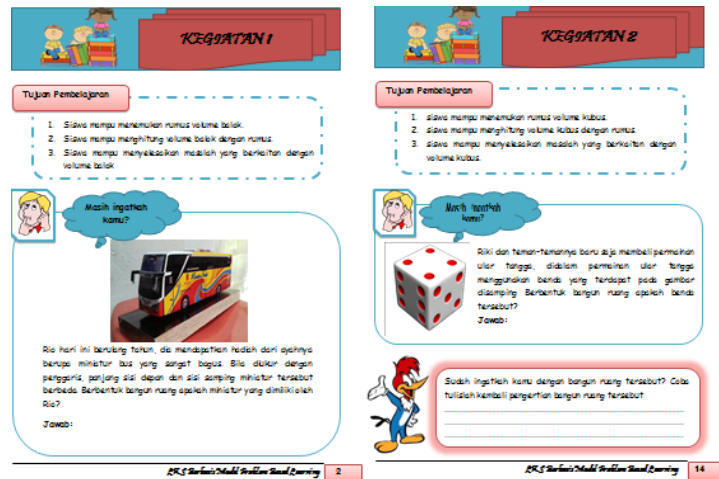 KEGIATAN 1
Tujuan Pembelajaran
1. Siswa mampu menemukan rumus volume balok.
2. Siswa mampu menghitung volume balok dengan rumus.
3. Siswa mampu menyelesaikan masalah yang berkaitan dengan
volume balok
Masih ingatkah
kamu?
Rio hari ini berulang tahun, dia mendapatkan hadiah dari ayahnya
berupa miniatur bus yang sangat bagus. Bila diukur dengan
penggaris, panjang sisi depan dan sisi samping miniatur tersebut
berbeda. Berbentuk bangun ruang apakah miniatur yang dimiliki oleh
Rio?
Jawab:
LKS Berbasis Model Problem Based Learning 2
KEGIATAN 2
Tujuan Pembelajaran
1. siswa mampu menemukan rumus volume kubus.
2. siswa mampu menghitung volume kubus dengan rumus.
3. siswa mampu menyelesaikan masalah yang berkaitan dengan
volume kubus.
Masih ingatkah
kamu?
Riki dan teman-temannya baru saja membeli permainan
ular tangga, didalam permainan ular tangga
menggunakan benda yang terdapat pada gambar
disamping. Berbentuk bangun ruang apakah benda
tersebut?
Jawab:
Sudah ingatkah kamu dengan bangun ruang tersebut? Coba
tulislah kembali pengertian bangun ruang tersebut
LKS Berbasis Model Problem Based Learning 14